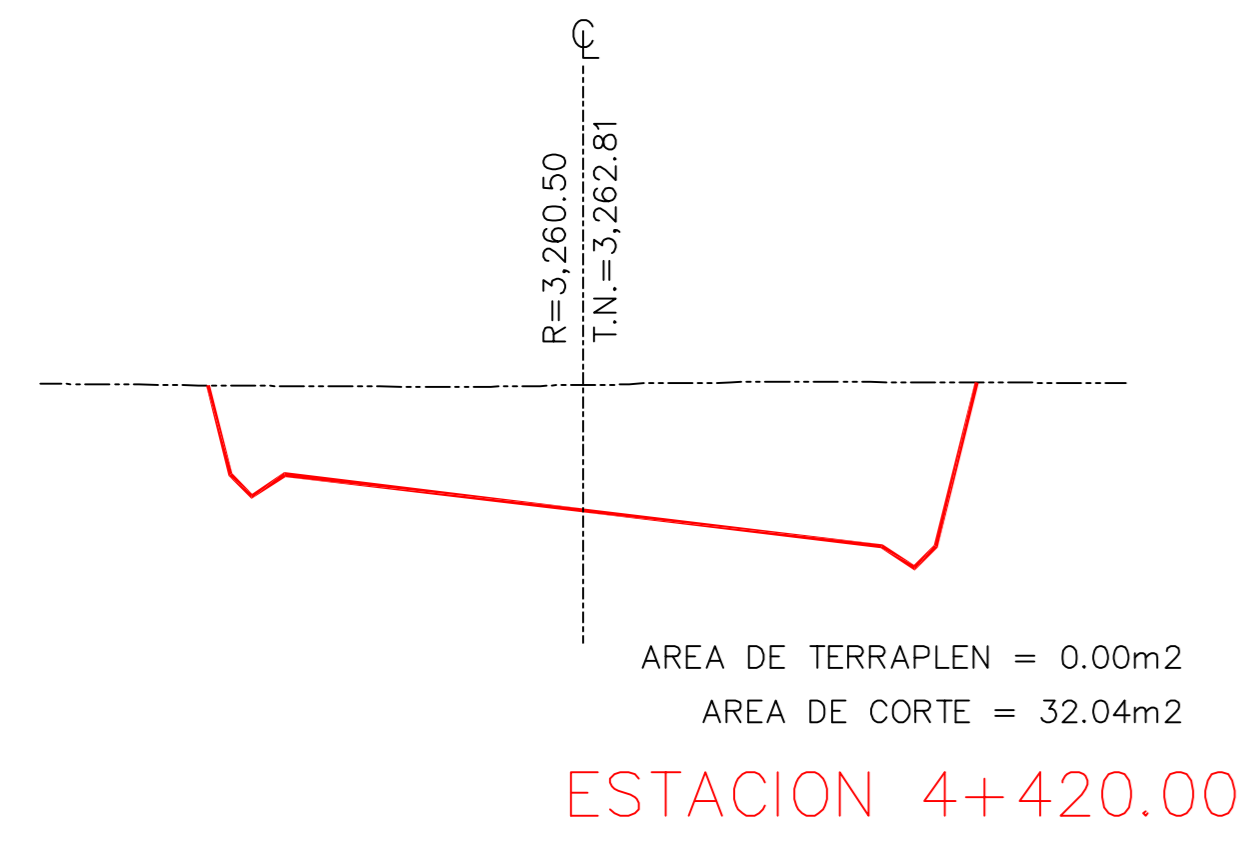 ℄
R=3,260.50
T.N.=3,262.81
AREA DE TERRAPLEN = 0.00m2
AREA DE CORTE = 32.04m2
ESTACION 4+420.00